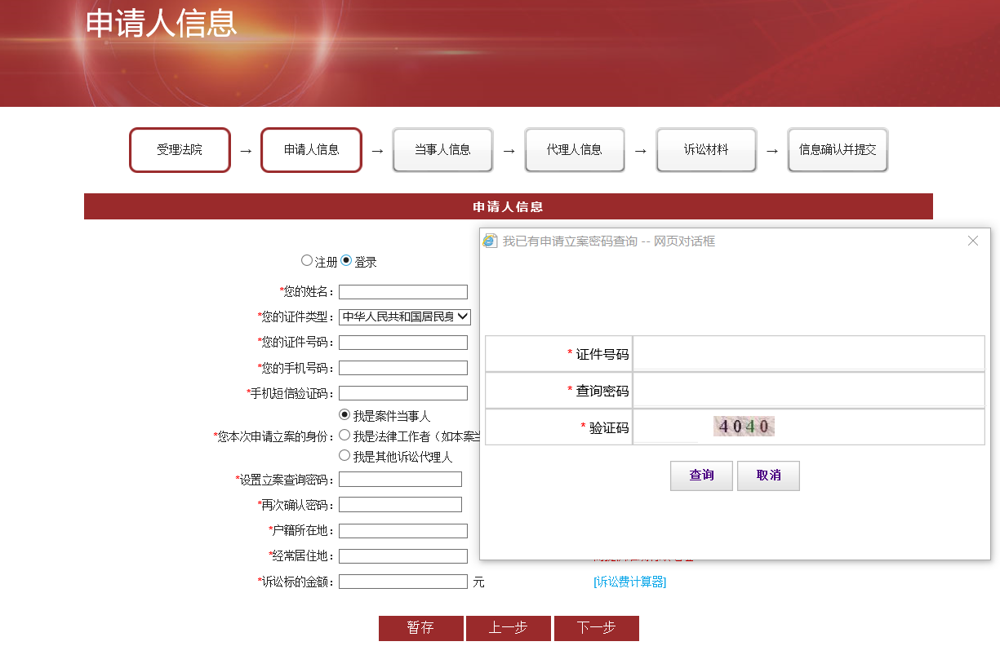 申请人信息
受理法院 → 申请人信息 → 当事人信息 → 代理人信息 → 诉讼材料 → 信息确认并提交
申请人信息
注册 登录
*您的姓名：
*您的证件类型： 中华人民共和国居民身
*您的证件号码：
*您的手机号码：
*手机短信验证码：
*您本次申请立案的身份：
我是案件当事人
我是法律工作者（如本案
我是其他诉讼代理人
*设置立案查询密码：
*再次确认密码：
*户籍所在地：
*经常居住地：
*诉讼标的金额： 元 [诉讼费计算器]
暂存 上一步 下一步
我已有申请立案密码查询 -- 网页对话框
* 证件号码
* 查询密码
* 验证码 4040
查询 取消